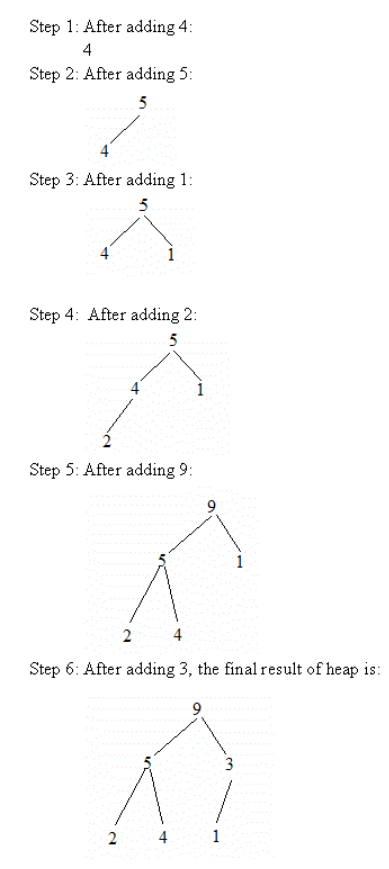 Step 1: After adding 4:
4
Step 2: After adding 5:
5
4
Step 3: After adding 1:
5
4 1
Step 4: After adding 2:
5
4 1
2
Step 5: After adding 9:
9
5 1
2 4
Step 6: After adding 3, the final result of heap is:
9
5 3
2 4 1